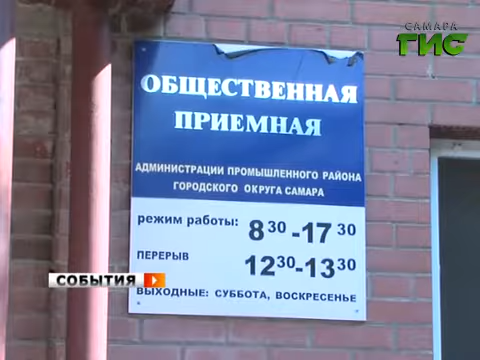 САМАРА
ГИС
ОБЩЕСТВЕННАЯ
ПРИЕМНАЯ
АДМИНИСТРАЦИИ ПРОМЫШЛЕННОГО РАЙОНА
ГОРОДСКОГО ОКРУГА САМАРА
РЕЖИМ РАБОТЫ: 8 30 -17 30
ПЕРЕРЫВ 12 30 -13 30
СОБЫТИЯ
ВЫХОДНЫЕ: СУББОТА, ВОСКРЕСЕНЬЕ